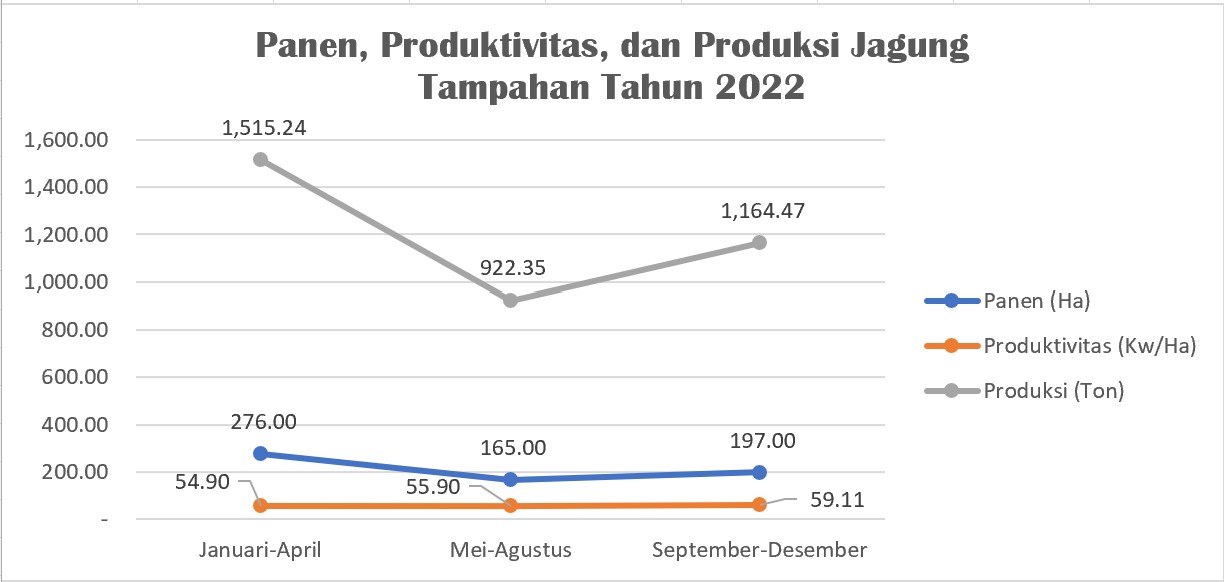 Panen, Produktivitas, dan Produksi Jagung
Tampahan Tahun 2022
1,600.00
1,400.00
1,200.00
1,000.00
800.00
600.00
400.00
200.00
-
1,515.24
922.35
1,164.47
276.00
165.00
197.00
54.90
55.90
59.11
Januari-April
Mei-Agustus
September-Desember
Panen (Ha)
Produktivitas (Kw/Ha)
Produksi (Ton)